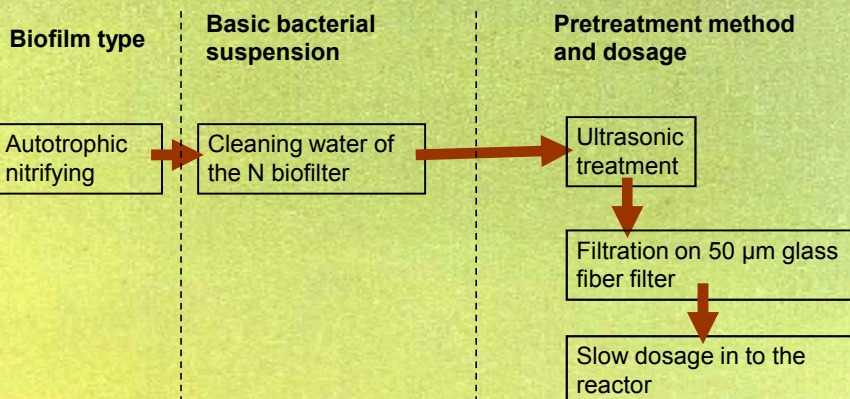 Biofilm type
Basic bacterial
suspension
Pretreatment method
and dosage
Autotrophic
nitrifying
Cleaning water of
the N biofilter
Ultrasonic
treatment
Filtration on 50 µm glass
fiber filter
Slow dosage in to the
reactor